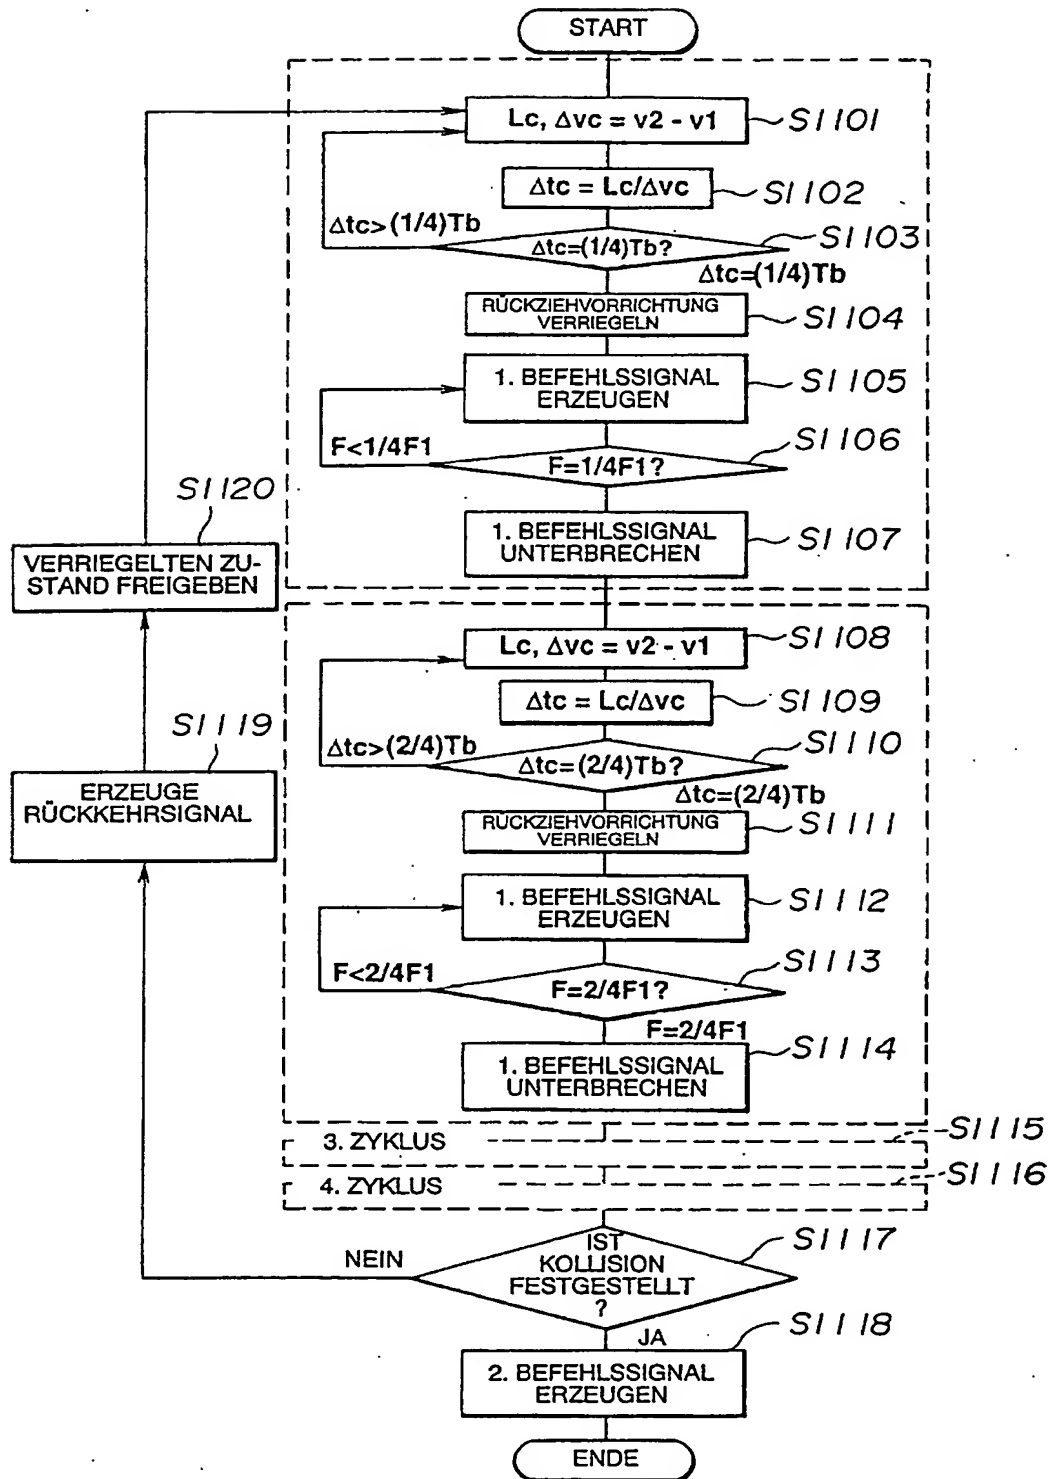 START
Lc, Δvc = v2 - v1
S1101
Δtc = Lc/Δvc
S1102
Δtc>(1/4)Tb
Δtc=(1/4)Tb?
S1103
Δtc=(1/4)Tb
RÜCKZIEHVORRICHTUNG
VERRIEGELN
S1104
1. BEFEHLSSIGNAL
ERZEUGEN
S1105
F<1/4F1
F=1/4F1?
S1106
1. BEFEHLSSIGNAL
UNTERBRECHEN
S1107
S1120
VERRIEGELTEN ZU-
STAND FREIGEBEN
Lc, Δvc = v2 - v1
S1108
Δtc = Lc/Δvc
S1109
Δtc>(2/4)Tb
Δtc=(2/4)Tb?
S1110
Δtc=(2/4)Tb
S1119
ERZEUGE
RÜCKKEHRSIGNAL
RÜCKZIEHVORRICHTUNG
VERRIEGELN
S1111
1. BEFEHLSSIGNAL
ERZEUGEN
S1112
F<2/4F1
F=2/4F1?
S1113
F=2/4F1
1. BEFEHLSSIGNAL
UNTERBRECHEN
S1114
3. ZYKLUS
S1115
4. ZYKLUS
S1116
NEIN
IST
KOLLISION
FESTGESTELLT
?
S1117
JA
2. BEFEHLSSIGNAL
ERZEUGEN
S1118
ENDE